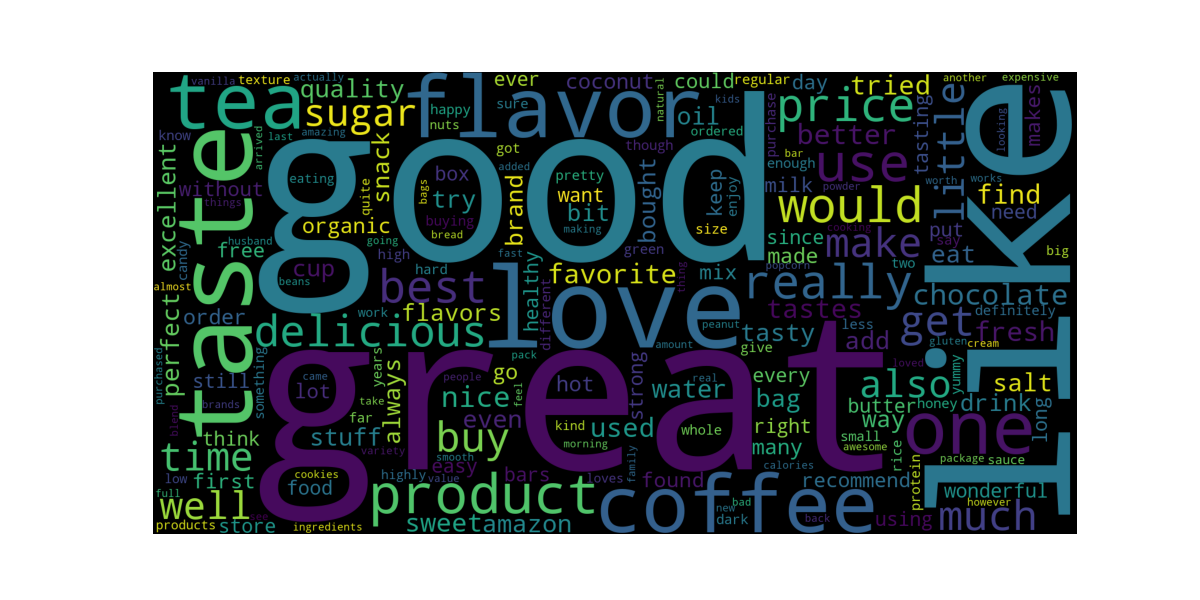 vanilla
texture
actually
quality
tea
sugar
flavor
ever
sure
nuts
happy
coconut
natural
could
oil
ordered
kids
regular
purchase
price
day
tried
another
expensive
looking
makes
know
last
amazing
arrived
taste
good
like
snack
got
added
though
bar
better
enough
tasting
little
excellent
without
things
eating
quite
organic
box
bags
try
buying
bread
brand
pretty
want
bit
making
bought
keep
enjoy
size
milk
powder
use
would
cooking
worth
works
find
need
put
say
free
husband
candy
cup
beans
going
high
hard
fast
green
since
made
make
two
eat
big
almost
perfect
order
work
best
flavors
healthy
different
love
favorite
mix
thing
popcorn
really
tastes
chocolate
definitely
delicious
pack
peanut
amount
tasty
less
add
get
fresh
gluten
cream
purchased
still
something
came
lot
take
years
great
people
go
nice
feel
hot
strong
water
real
give
every
bag
also
loved
yummy
salt
brands
blend
think
stuff
far
always
even
buy
kind
used
whole
right
many
butter
way
small
awesome
honey
drink
one
long
time
variety
smooth
morning
family
low
cookies
food
highly
value
easy
bars
loves
found
calories
recommend
rice
protein
package
sauce
wonderful
full
well
see
product
coffee
bad
new
dark
back
using
however
much
products
store
ingredients
sweet
amazon